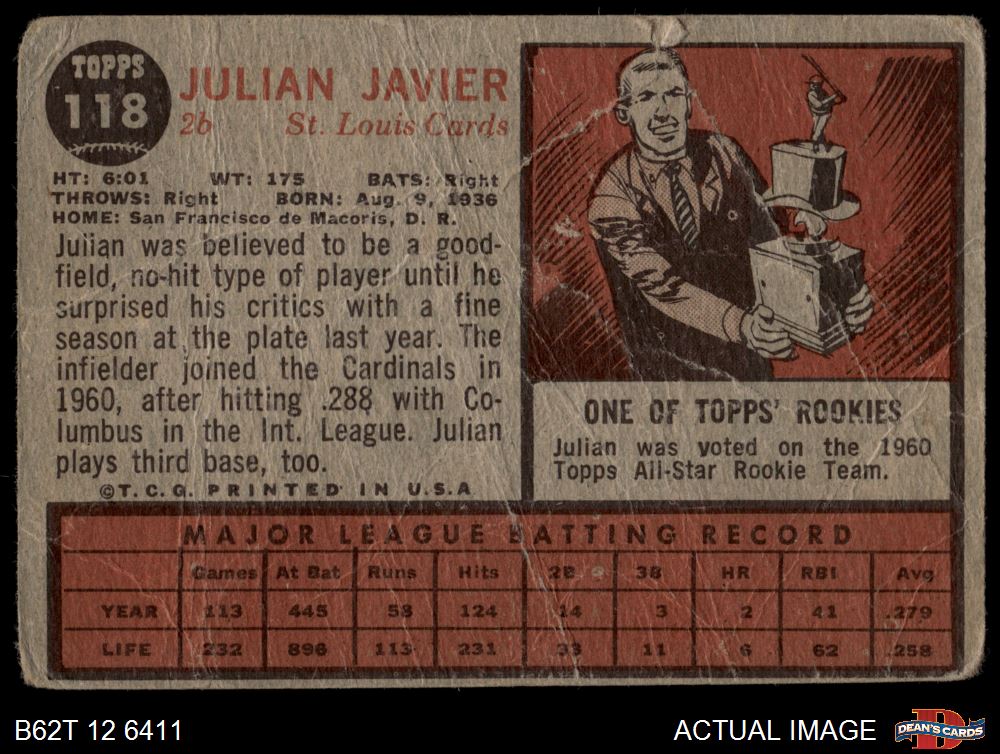 TOPPS
118
JULIAN JAVIER
2b St. Louis Cards
HT: 6:01 WT: 175 BATS: Right
THROWS: Right BORN: Aug. 9, 1936
HOME: San Francisco de Macoris, D. R.
Julian was believed to be a good-
field, no-hit type of player until he
surprised his critics with a fine
season at the plate last year. The
infielder joined the Cardinals in
1960, after hitting .288 with Co-
lumbus in the Int. League. Julian
plays third base, too.
©T. C. G. PRINTED IN U. S. A
ONE OF TOPPS' ROOKIES
Julian was voted on the 1960
Topps All-Star Rookie Team.
MAJOR LEAGUE BATTING RECORD
Games At Bat Runs Hits 2B 3B HR RBI Avg
YEAR 113 445 58 124 14 3 2 41 .279
LIFE 232 896 113 231 33 11 6 62 .258
B62T 12 6411
ACTUAL IMAGE
D
DEAN'S CARDS